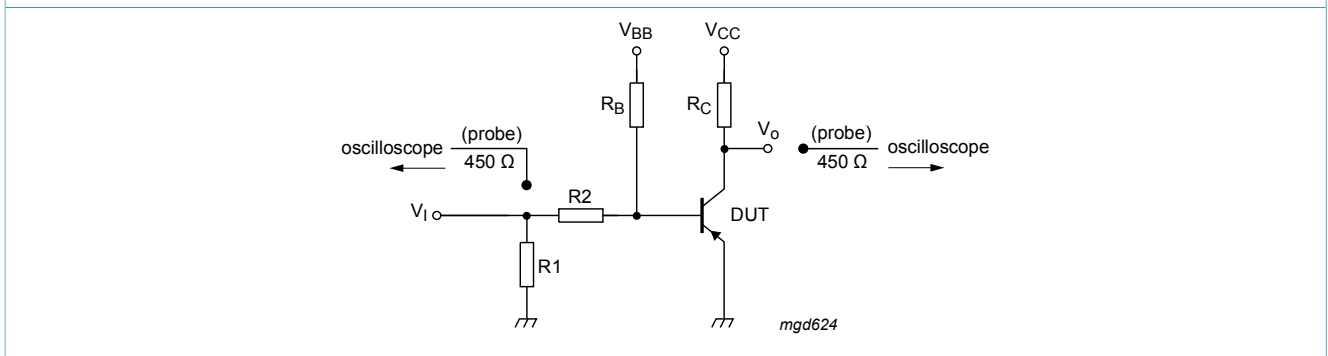 VBB
VCC
RB
RC
Vo
(probe)
450 Ω
oscilloscope
(probe)
450 Ω
oscilloscope
R2
VI
DUT
R1
mgd624